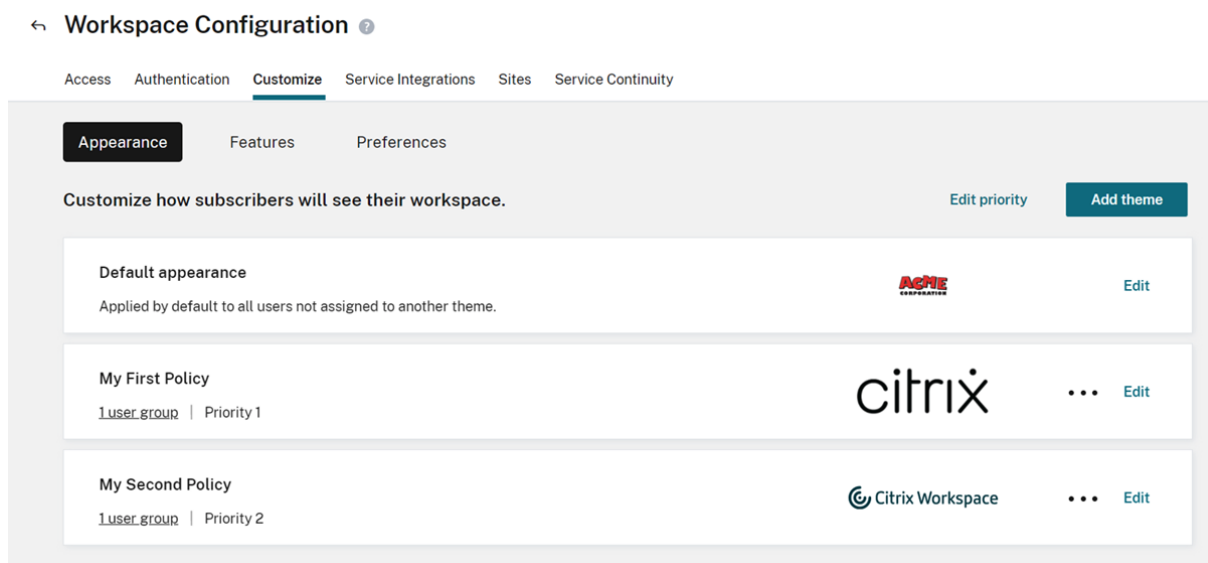 Workspace Configuration ?
Access Authentication Customize Service Integrations Sites Service Continuity
Appearance Features Preferences
Customize how subscribers will see their workspace. Edit priority Add theme
Default appearance
Applied by default to all users not assigned to another theme.
ACME
CORPORATION
Edit
My First Policy
1 user group | Priority 1
citrix
Edit
My Second Policy
1 user group | Priority 2
Citrix Workspace
Edit